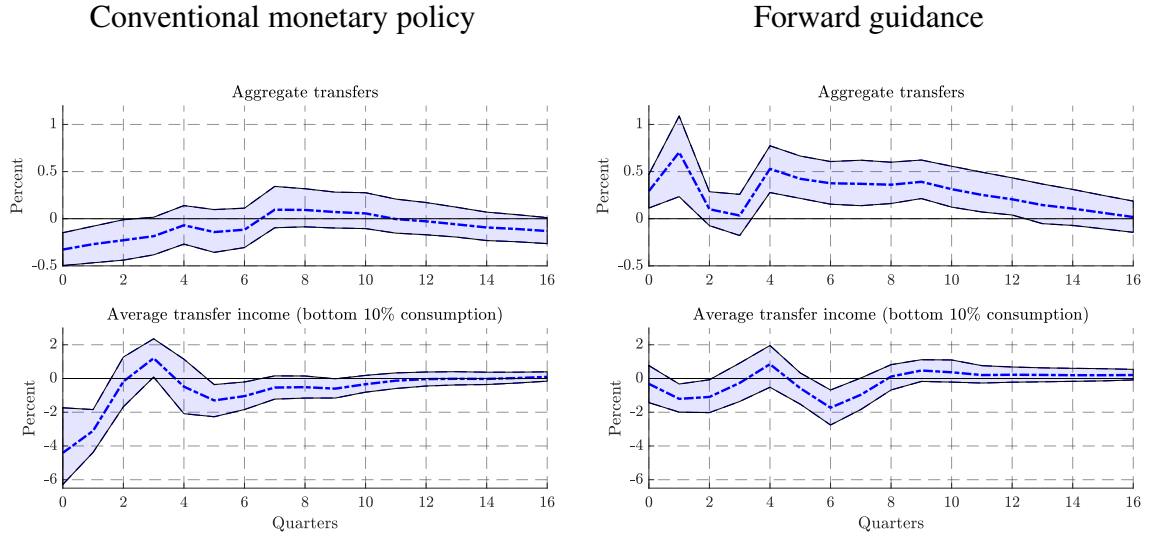 Conventional monetary policy
Forward guidance
Aggregate transfers
Percent
1
0.5
0
-0.5
0 2 4 6 8 10 12 14 16
Aggregate transfers
Percent
1
0.5
0
-0.5
0 2 4 6 8 10 12 14 16
Average transfer income (bottom 10% consumption)
Percent
2
0
-2
-4
-6
0 2 4 6 8 10 12 14 16
Quarters
Average transfer income (bottom 10% consumption)
Percent
2
0
-2
-4
-6
0 2 4 6 8 10 12 14 16
Quarters